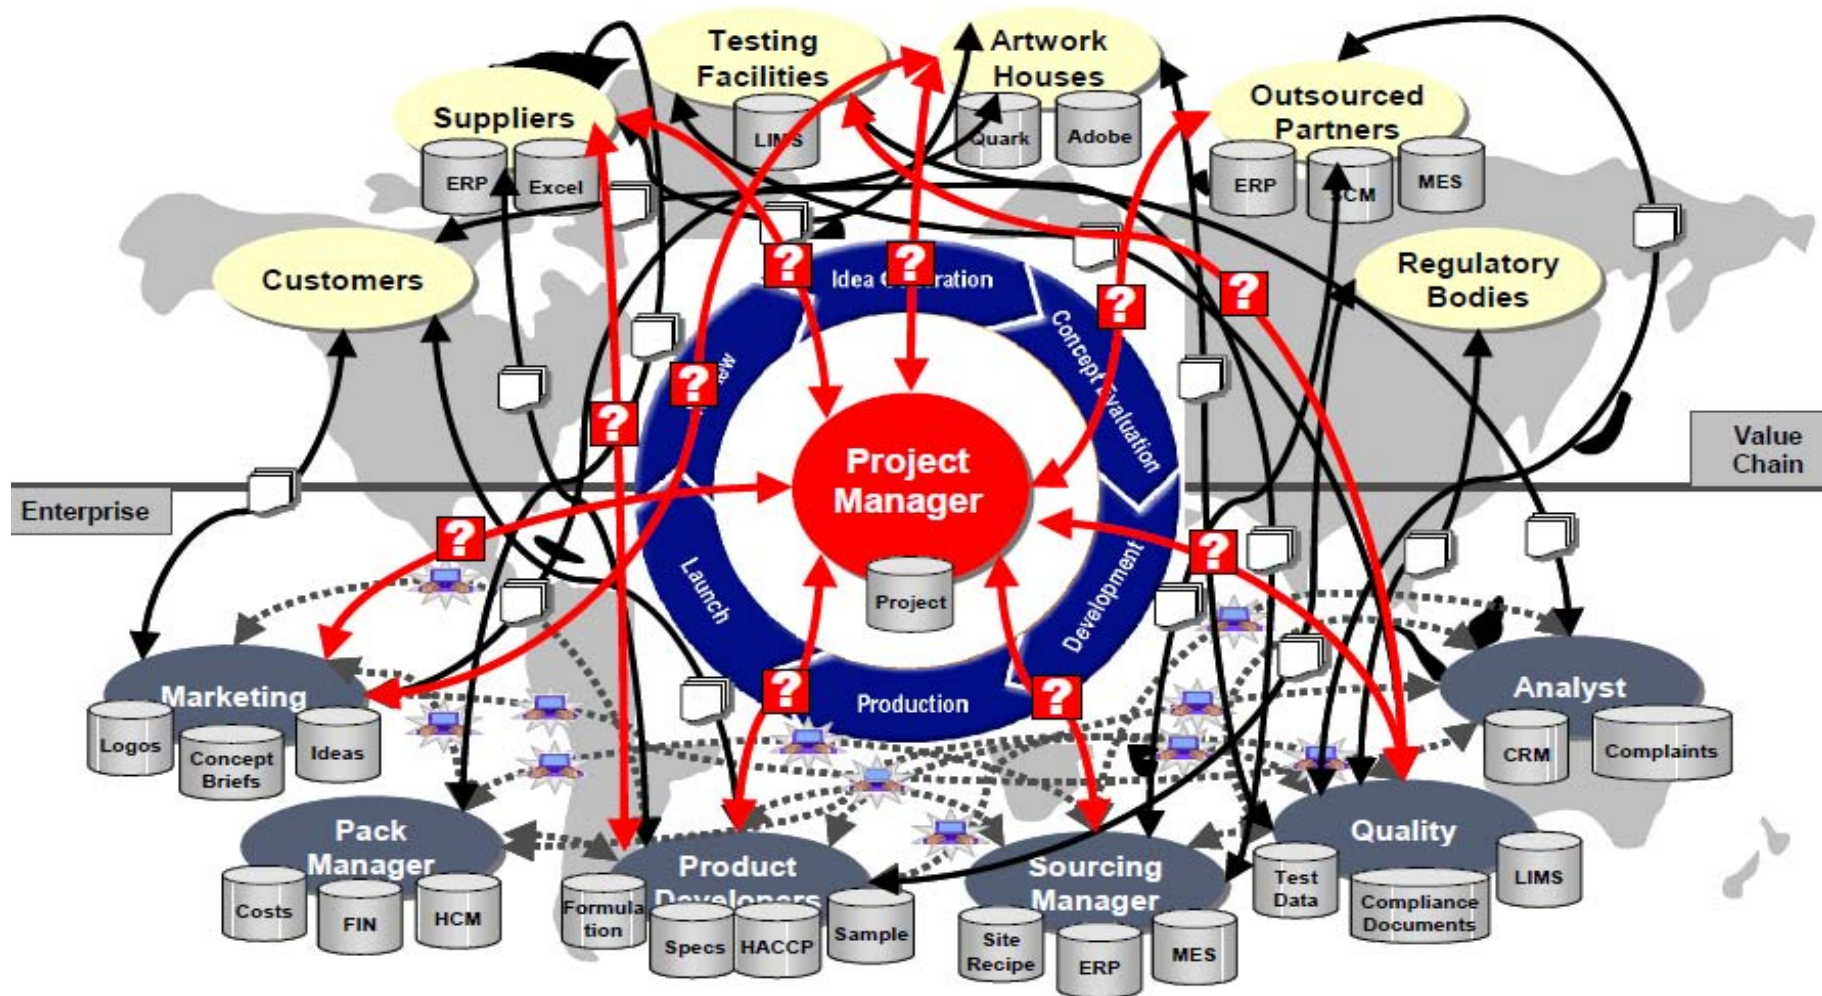 Testing
Facilities
LIMS
Artwork
Houses
Quark
Adobe
Suppliers
ERP
Excel
Outsourced
Partners
ERP
MES
Customers
Regulatory
Bodies
?
?
?
?
?
?
?
?
?
?
?
Idea
Concept Evaluation
Development
Production
Launch
Project
Manager
Project
Value
Chain
Enterprise
Marketing
Logos
Concept
Briefs
Ideas
Analyst
CRM
Complaints
Pack
Manager
Costs
FIN
HCM
Product
Developers
Formula
tion
Specs
HACCP
Sample
Sourcing
Manager
Site
Recipe
ERP
MES
Quality
Test
Data
Compliance
Documents
LIMS